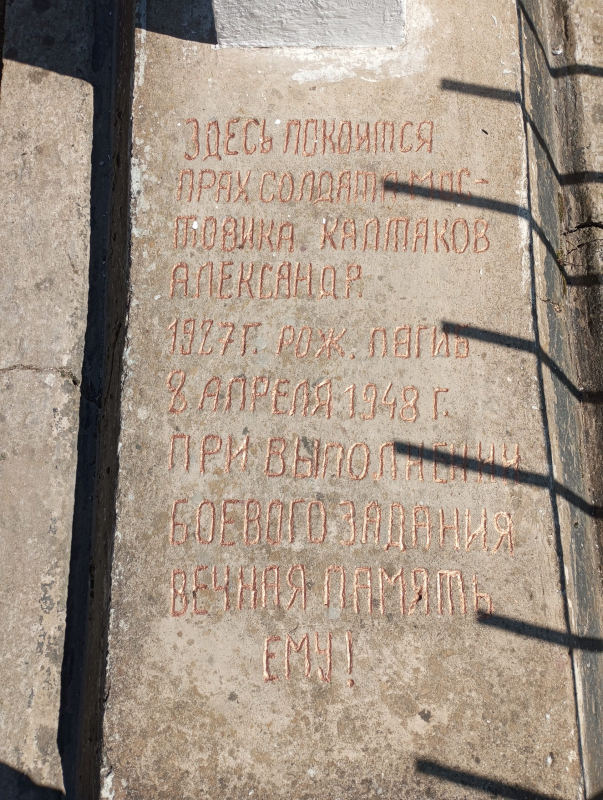 ЗДЕСЬ ПОКОЯТСЯ
ПРАХ СОЛДАТА МОС-
ТОВИКА КАЛТАКОВ
АЛЕКСАНДР
1927Г. РОЖ. ПОГИБ
8 АПРЕЛЯ 1948 Г.
ПРИ ВЫПОЛНЕНИИ
БОЕВОГО ЗАДАНИЯ
ВЕЧНАЯ ПАМЯТЬ
ЕМУ!